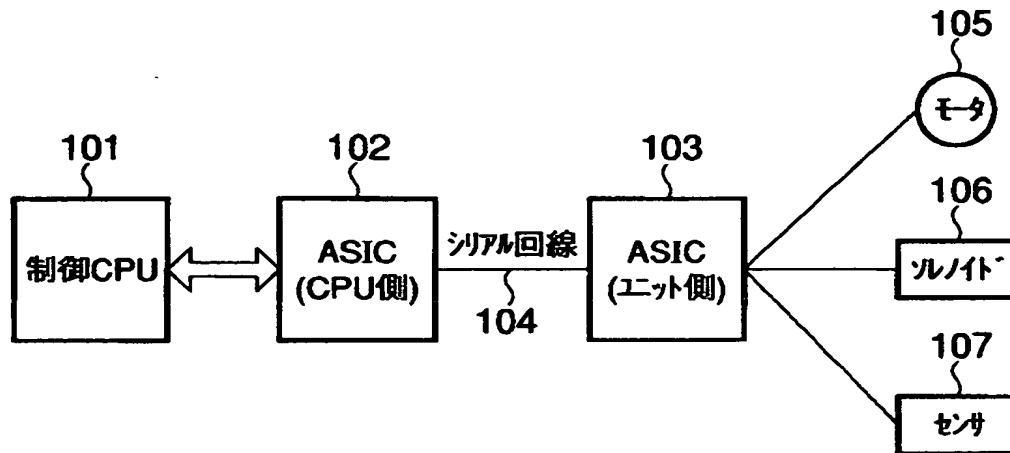 105
モータ
101
102
103
106
制御CPU
ASIC
(CPU側)
シリアル回線
104
ASIC
(ユニット側)
ソレノイド
107
センサ